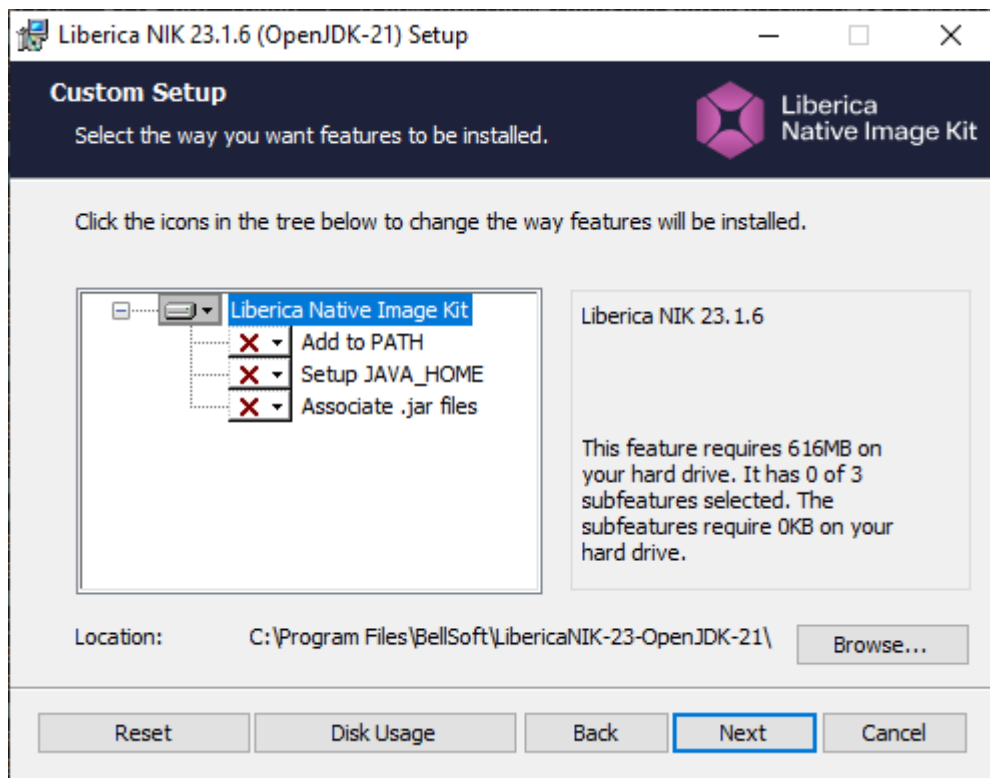 Liberica NIK 23.1.6 (OpenJDK-21) Setup
Custom Setup
Select the way you want features to be installed.
Liberica
Native Image Kit
Click the icons in the tree below to change the way features will be installed.
Liberica Native Image Kit
Add to PATH
Setup JAVA_HOME
Associate .jar files
Liberica NIK 23.1.6
This feature requires 616MB on
your hard drive. It has 0 of 3
subfeatures selected. The
subfeatures require 0KB on your
hard drive.
Location: C:\Program Files\BellSoft\LibericaNIK-23-OpenJDK-21\ Browse...
Reset Disk Usage Back Next Cancel